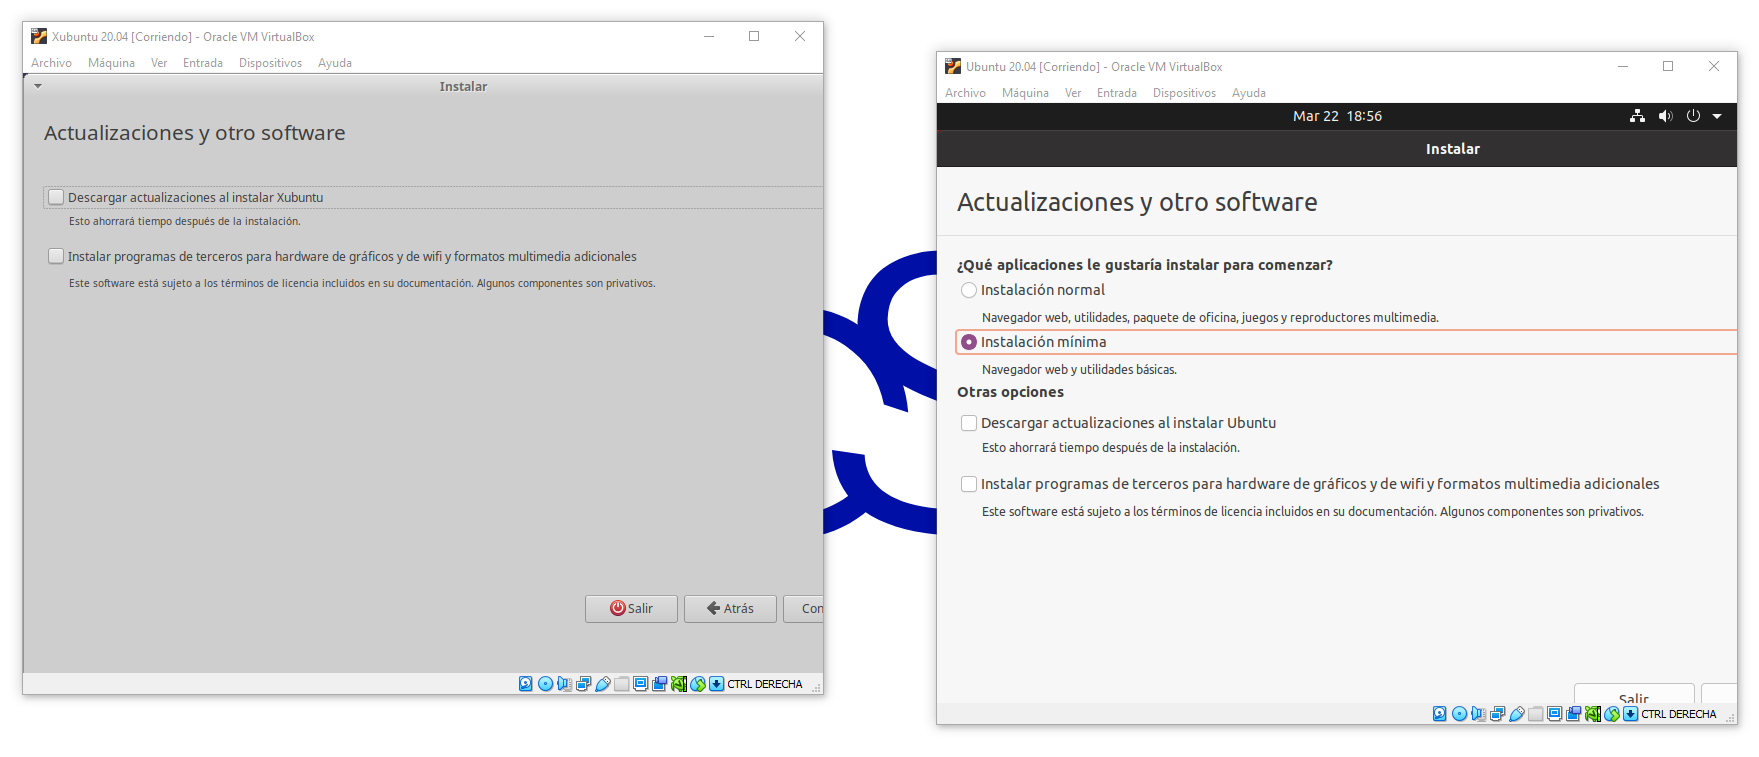 Xubuntu 20.04 [Corriendo] - Oracle VM VirtualBox
Archivo Máquina Ver Entrada Dispositivos Ayuda
Instalar
Actualizaciones y otro software
Descargar actualizaciones al instalar Xubuntu
Esto ahorrará tiempo después de la instalación.
Instalar programas de terceros para hardware de gráficos y de wifi y formatos multimedia adicionales
Este software está sujeto a los términos de licencia incluidos en su documentación. Algunos componentes son privativos.
Salir Atrás Con
CTRL DERECHA
Ubuntu 20.04 [Corriendo] - Oracle VM VirtualBox
Archivo Máquina Ver Entrada Dispositivos Ayuda
Mar 22 18:56
Instalar
Actualizaciones y otro software
¿Qué aplicaciones le gustaría instalar para comenzar?
Instalación normal
Navegador web, utilidades, paquete de oficina, juegos y reproductores multimedia.
Instalación mínima
Navegador web y utilidades básicas.
Otras opciones
Descargar actualizaciones al instalar Ubuntu
Esto ahorrará tiempo después de la instalación.
Instalar programas de terceros para hardware de gráficos y de wifi y formatos multimedia adicionales
Este software está sujeto a los términos de licencia incluidos en su documentación. Algunos componentes son privativos.
Salir
CTRL DERECHA